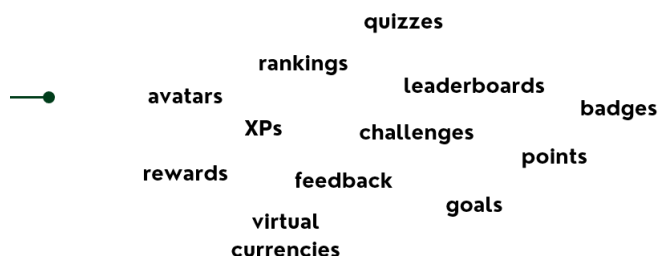 quizzes
rankings
leaderboards
avatars
badges
XPs
challenges
points
rewards
feedback
goals
virtual
currencies